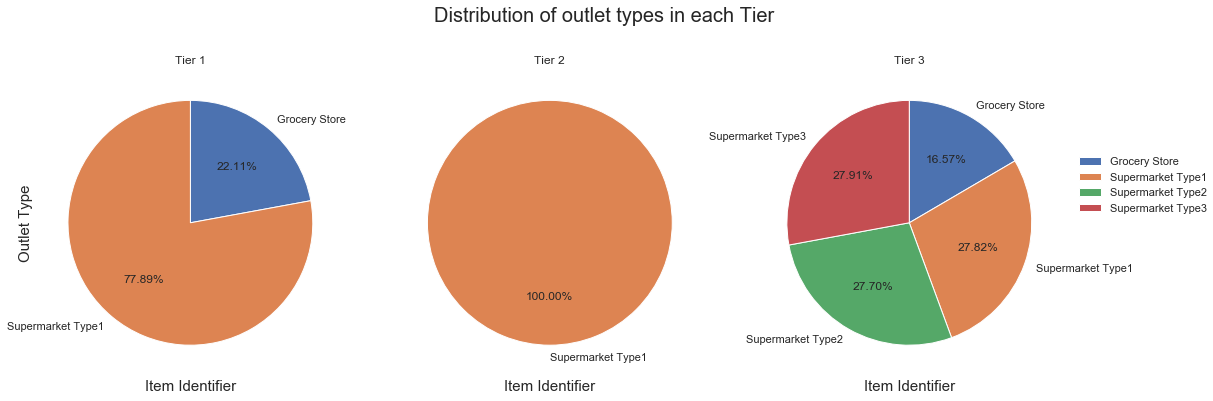 Distribution of outlet types in each Tier
Tier 1
Grocery Store
22.11%
77.89%
Supermarket Type1
Outlet Type
Item Identifier
Tier 2
100.00%
Supermarket Type1
Item Identifier
Tier 3
Grocery Store
Supermarket Type3
16.57%
27.91%
27.82%
Supermarket Type1
27.70%
Supermarket Type2
Item Identifier
Grocery Store
Supermarket Type1
Supermarket Type2
Supermarket Type3